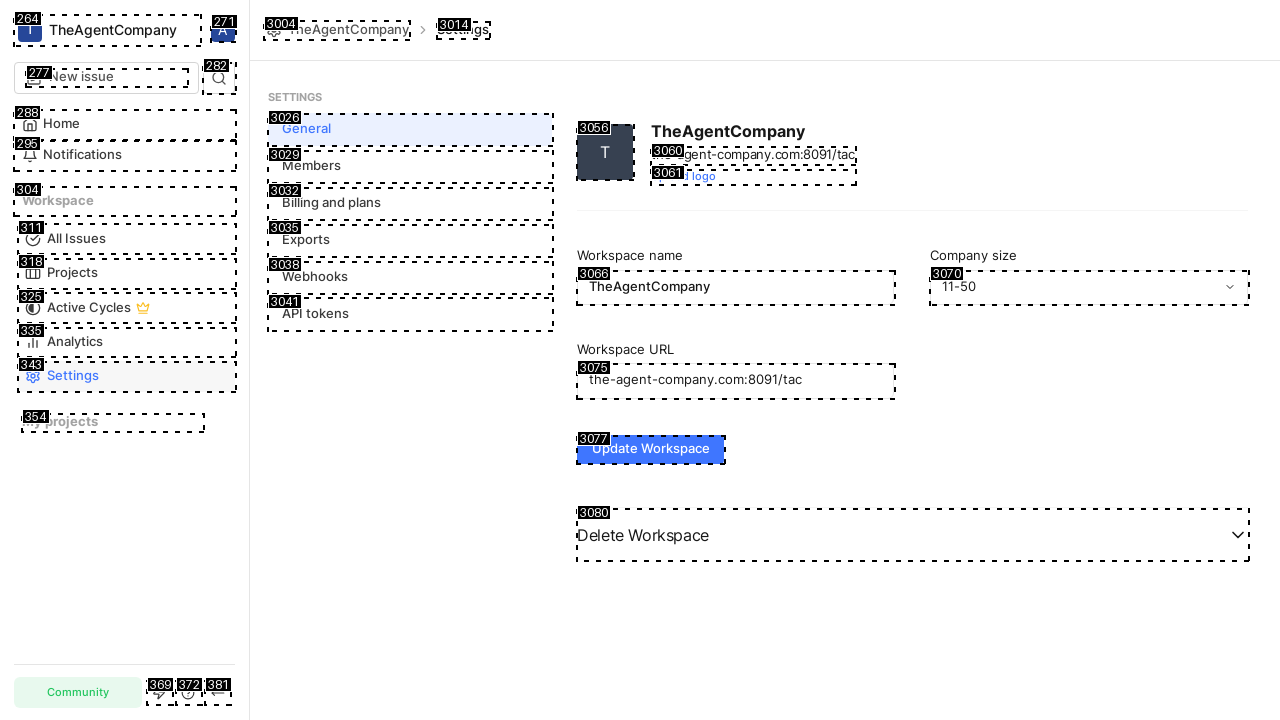 264
T
TheAgentCompany
271
A
277
New issue
282
288
Home
295
Notifications
304
Workspace
311
All Issues
318
Projects
325
Active Cycles
335
Analytics
343
Settings
354
projects
Community
369
372
381
3004
TheAgentCompany
3014
Settings
SETTINGS
3026
General
3029
Members
3032
Billing and plans
3035
Exports
3038
Webhooks
3041
API tokens
3056
T
TheAgentCompany
3060
agent-company.com:8091/tac
3061
logo
Workspace name
3066
TheAgentCompany
Company size
3070
11-50
Workspace URL
3075
the-agent-company.com:8091/tac
3077
Update Workspace
3080
Delete Workspace